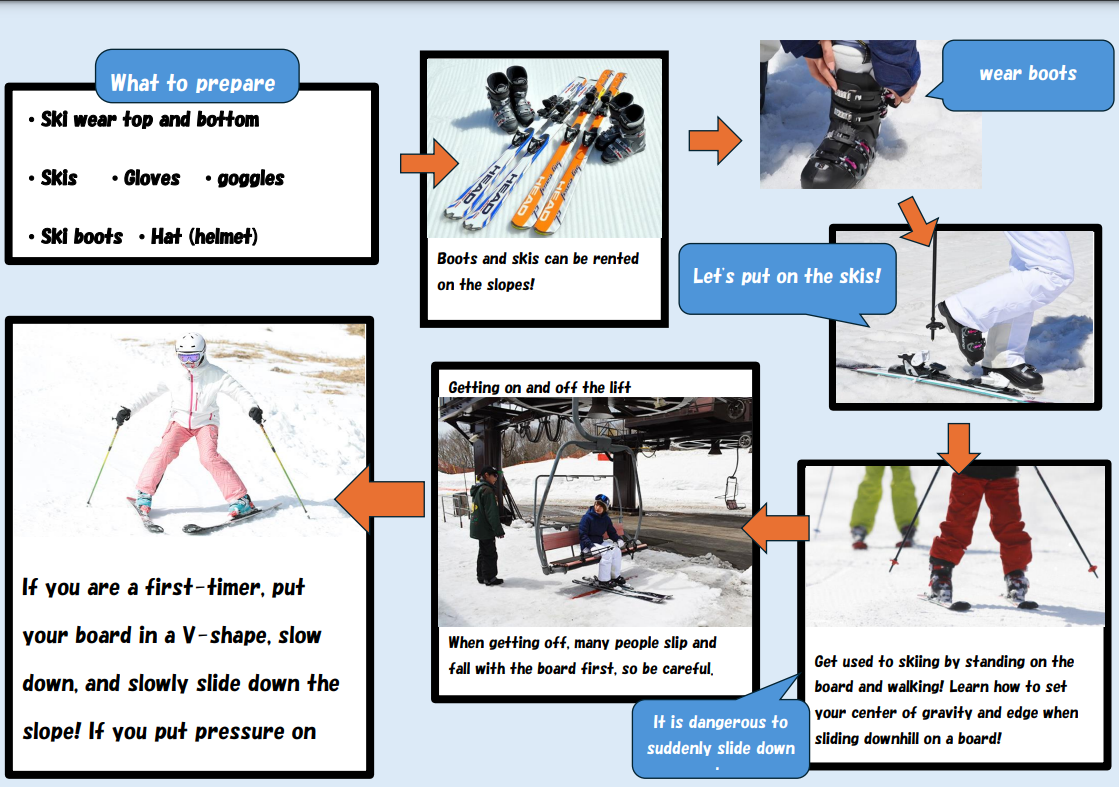 What to prepare
・Ski wear top and bottom
・Skis ・Gloves ・goggles
・Ski boots ・Hat (helmet)
HEAD HEAD HEAD HEAD
Boots and skis can be rented
on the slopes!
wear boots
Let's put on the skis!
Get used to skiing by standing on the
board and walking! Learn how to set
your center of gravity and edge when
sliding downhill on a board!
It is dangerous to
suddenly slide down
.
Getting on and off the lift
When getting off, many people slip and
fall with the board first, so be careful.
If you are a first-timer, put
your board in a V-shape, slow
down, and slowly slide down the
slope! If you put pressure on